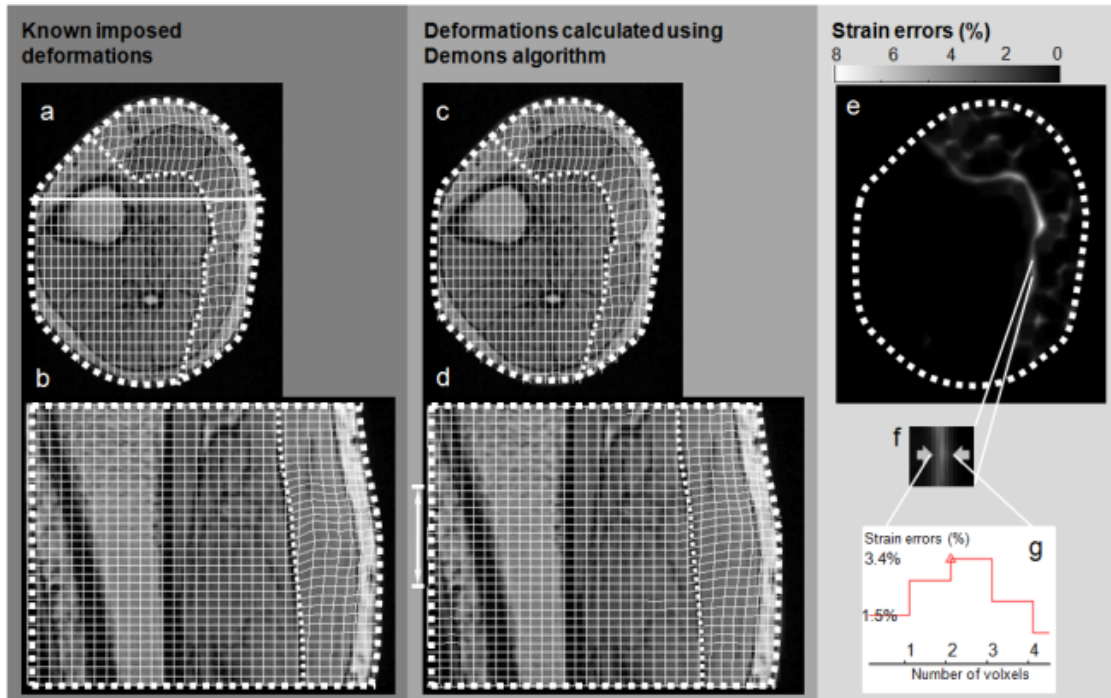 Known imposed
deformations
Deformations calculated using
Demons algorithm
Strain errors (%)
8 6 4 2 0
a
c
e
b
d
f
g
Strain errors (%)
3.4%
1.5%
1 2 3 4
Number of volxels